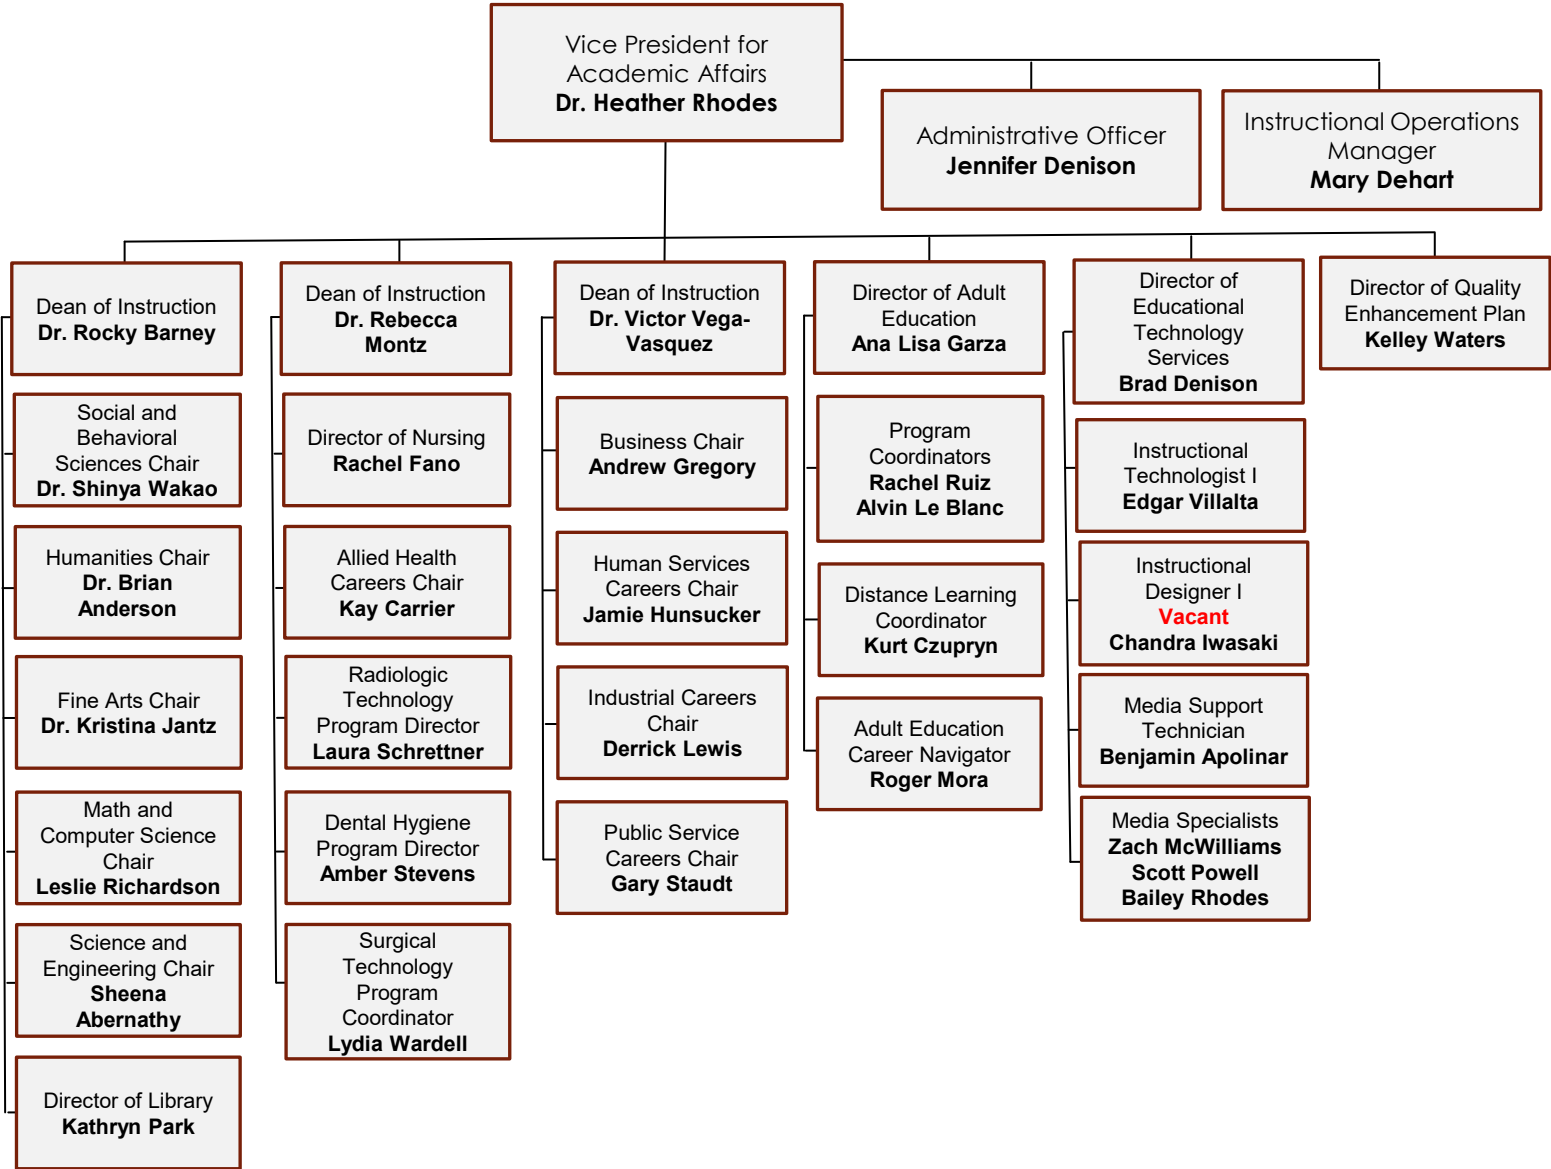 Vice President for
Academic Affairs
Dr. Heather Rhodes
Administrative Officer
Jennifer Denison
Instructional Operations
Manager
Mary Dehart
Dean of Instruction
Dr. Rocky Barney
Social and
Behavioral
Sciences Chair
Dr. Shinya Wakao
Humanities Chair
Dr. Brian
Anderson
Fine Arts Chair
Dr. Kristina Jantz
Math and
Computer Science
Chair
Leslie Richardson
Science and
Engineering Chair
Sheena
Abernathy
Director of Library
Kathryn Park
Dean of Instruction
Dr. Rebecca
Montz
Director of Nursing
Rachel Fano
Allied Health
Careers Chair
Kay Carrier
Radiologic
Technology
Program Director
Laura Schrettner
Dental Hygiene
Program Director
Amber Stevens
Surgical
Technology
Program
Coordinator
Lydia Wardell
Dean of Instruction
Dr. Victor Vega-
Vasquez
Business Chair
Andrew Gregory
Human Services
Careers Chair
Jamie Hunsucker
Industrial Careers
Chair
Derrick Lewis
Public Service
Careers Chair
Gary Staudt
Director of Adult
Education
Ana Lisa Garza
Program
Coordinators
Rachel Ruiz
Alvin Le Blanc
Distance Learning
Coordinator
Kurt Czupryn
Adult Education
Career Navigator
Roger Mora
Director of
Educational
Technology
Services
Brad Denison
Instructional
Technologist I
Edgar Villalta
Instructional
Designer I
Vacant
Chandra Iwasaki
Media Support
Technician
Benjamin Apolinar
Media Specialists
Zach McWilliams
Scott Powell
Bailey Rhodes
Director of Quality
Enhancement Plan
Kelley Waters